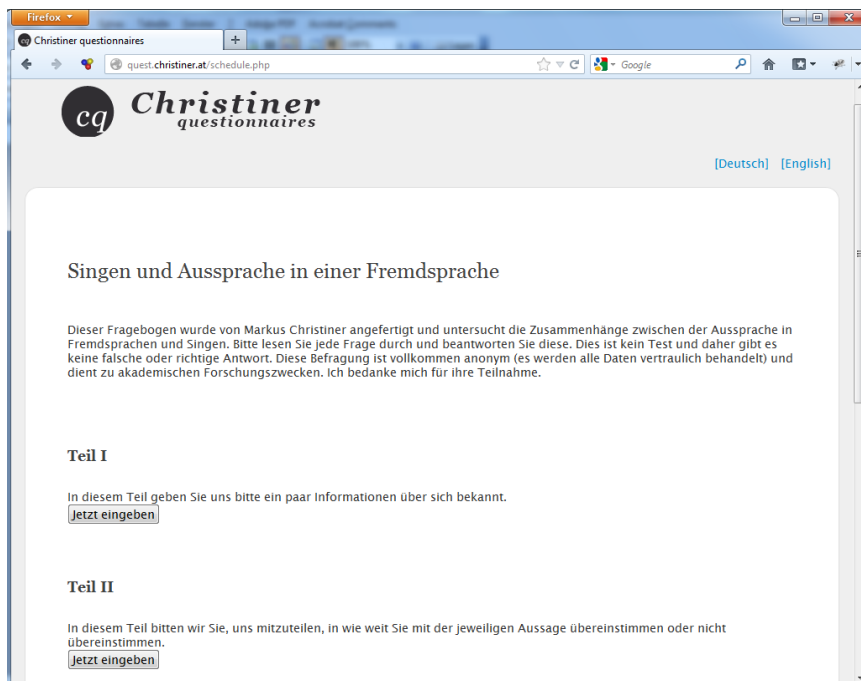 Firefox
Christiner questionnaires
+
quest.christiner.at/schedule.php
Google
cq
Christiner
questionnaires
[Deutsch] [English]
Singen und Aussprache in einer Fremdsprache
Dieser Fragebogen wurde von Markus Christiner angefertigt und untersucht die Zusammenhänge zwischen der Aussprache in
Fremdsprachen und Singen. Bitte lesen Sie jede Frage durch und beantworten Sie diese. Dies ist kein Test und daher gibt es
keine falsche oder richtige Antwort. Diese Befragung ist vollkommen anonym (es werden alle Daten vertraulich behandelt) und
dient zu akademischen Forschungszwecken. Ich bedanke mich für ihre Teilnahme.
Teil I
In diesem Teil geben Sie uns bitte ein paar Informationen über sich bekannt.
Jetzt eingeben
Teil II
In diesem Teil bitten wir Sie, uns mitzuteilen, in wie weit Sie mit der jeweiligen Aussage übereinstimmen oder nicht
übereinstimmen.
Jetzt eingeben